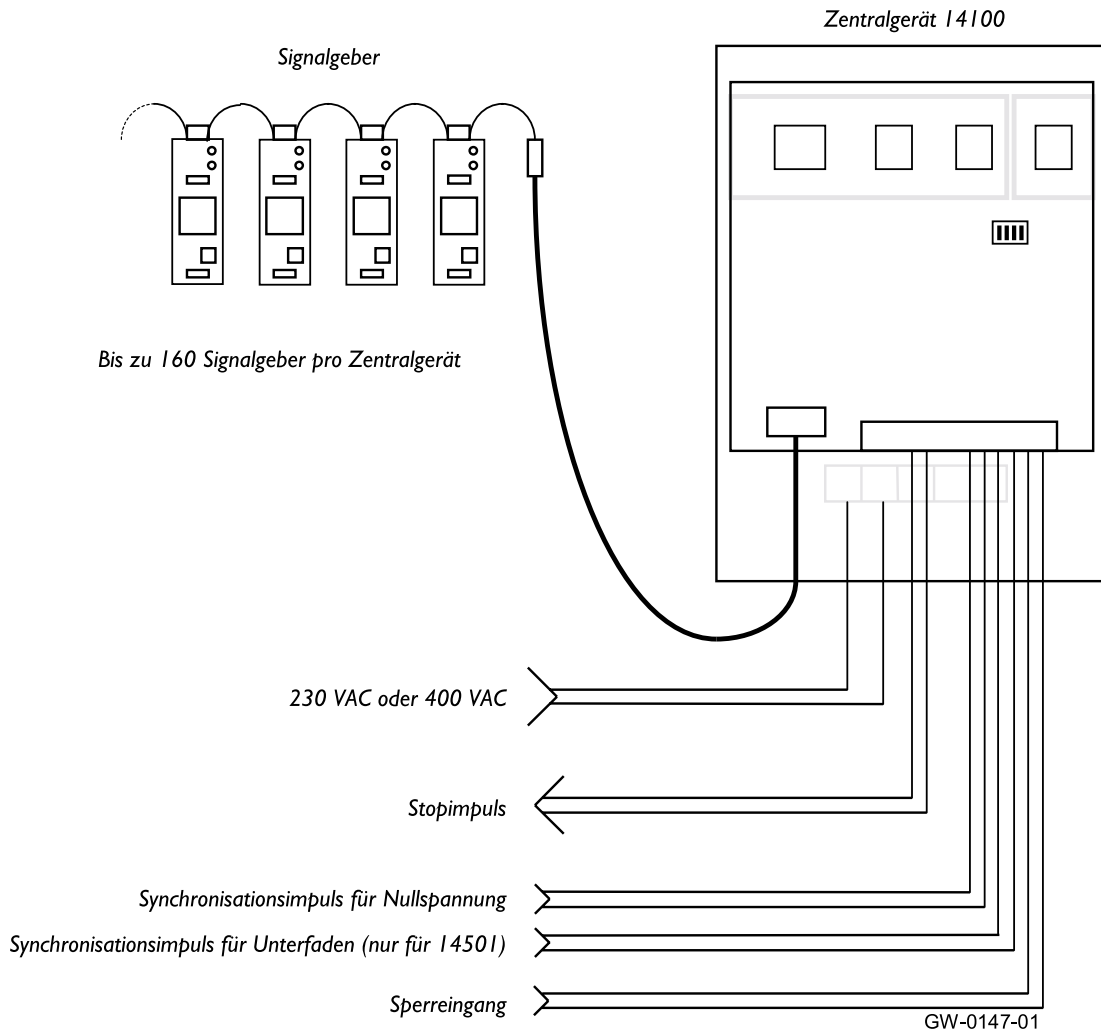 Zentralgerät 14100
Signalgeber
Bis zu 160 Signalgeber pro Zentralgerät
230 VAC oder 400 VAC
Stopimpuls
Synchronisationsimpuls für Nullspannung
Synchronisationsimpuls für Unterfaden (nur für 14501)
Sperreingang
GW-0147-01